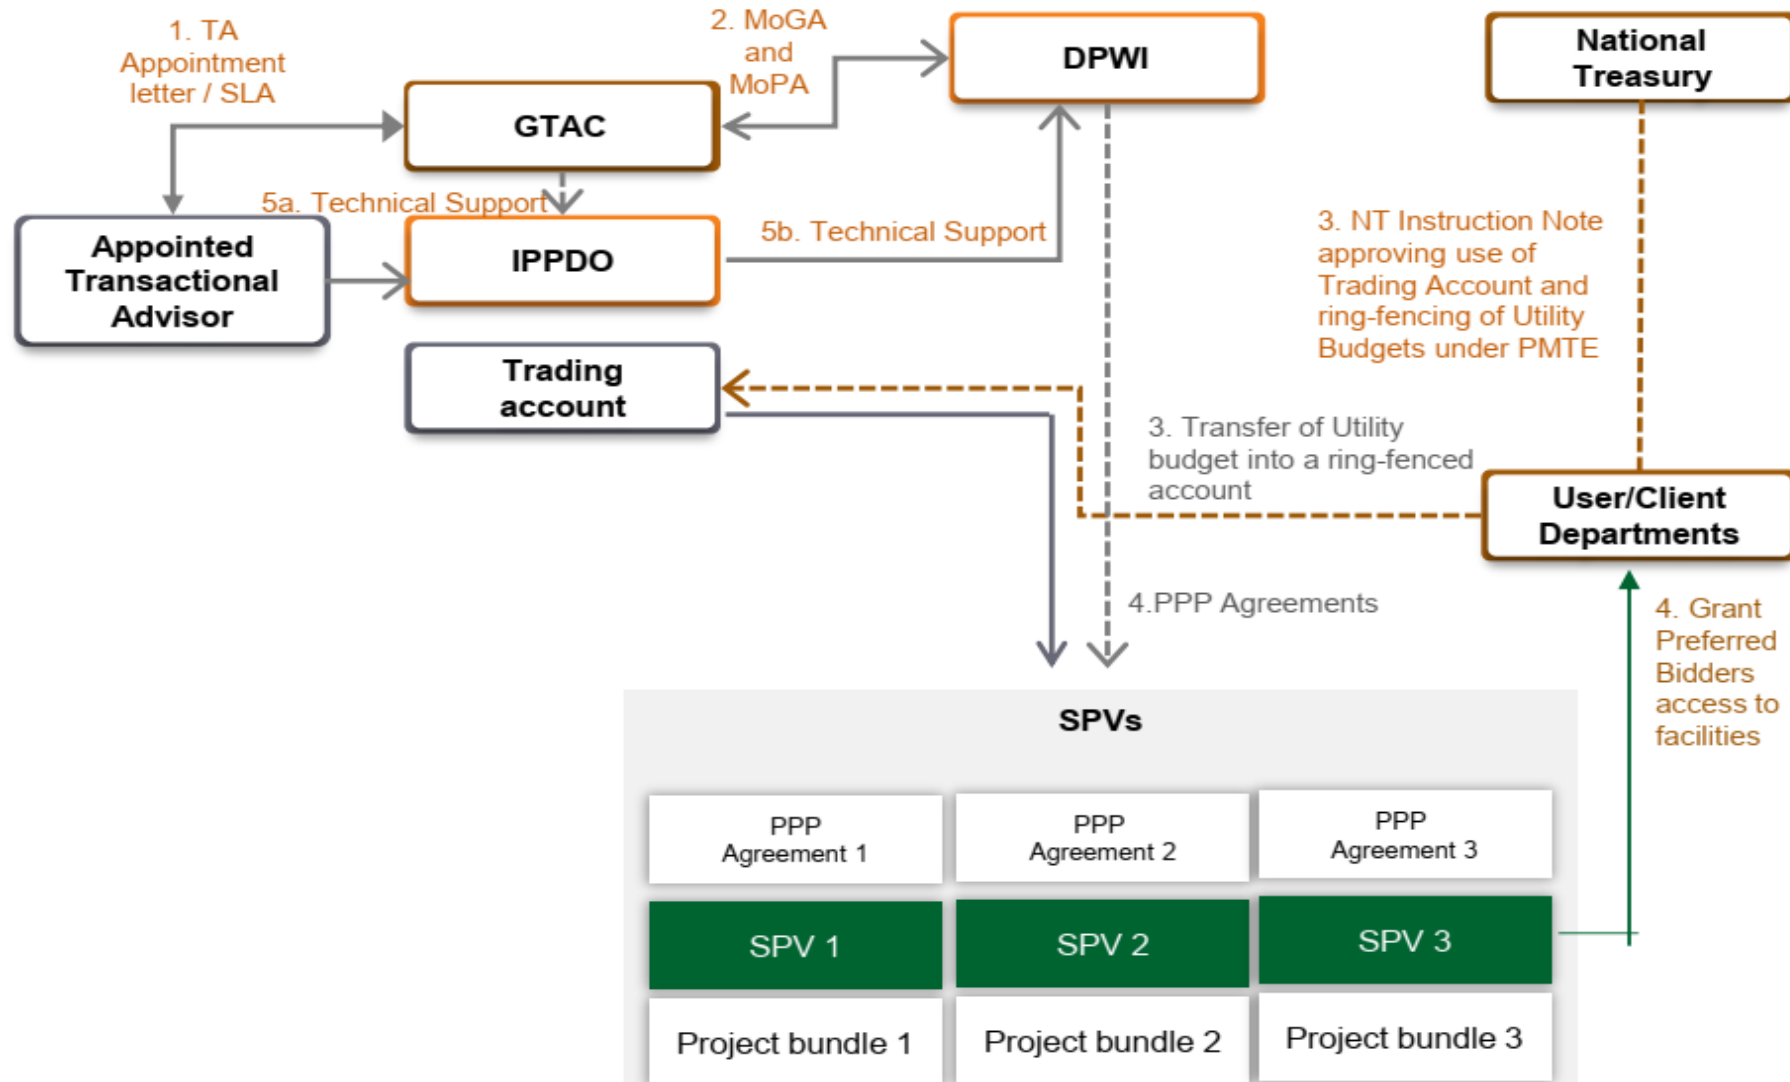 1. TA
Appointment
letter / SLA
2. MoGA
and
MoPA
DPWI
National
Treasury
GTAC
5a. Technical Support
Appointed
Transactional
Advisor
IPPDO
5b. Technical Support
3. NT Instruction Note
approving use of
Trading Account and
ring-fencing of Utility
Budgets under PMTE
Trading
account
3. Transfer of Utility
budget into a ring-fenced
account
User/Client
Departments
4.PPP Agreements
4. Grant
Preferred
Bidders
access to
facilities
SPVs
PPP
Agreement 1
PPP
Agreement 2
PPP
Agreement 3
SPV 1
SPV 2
SPV 3
Project bundle 1
Project bundle 2
Project bundle 3